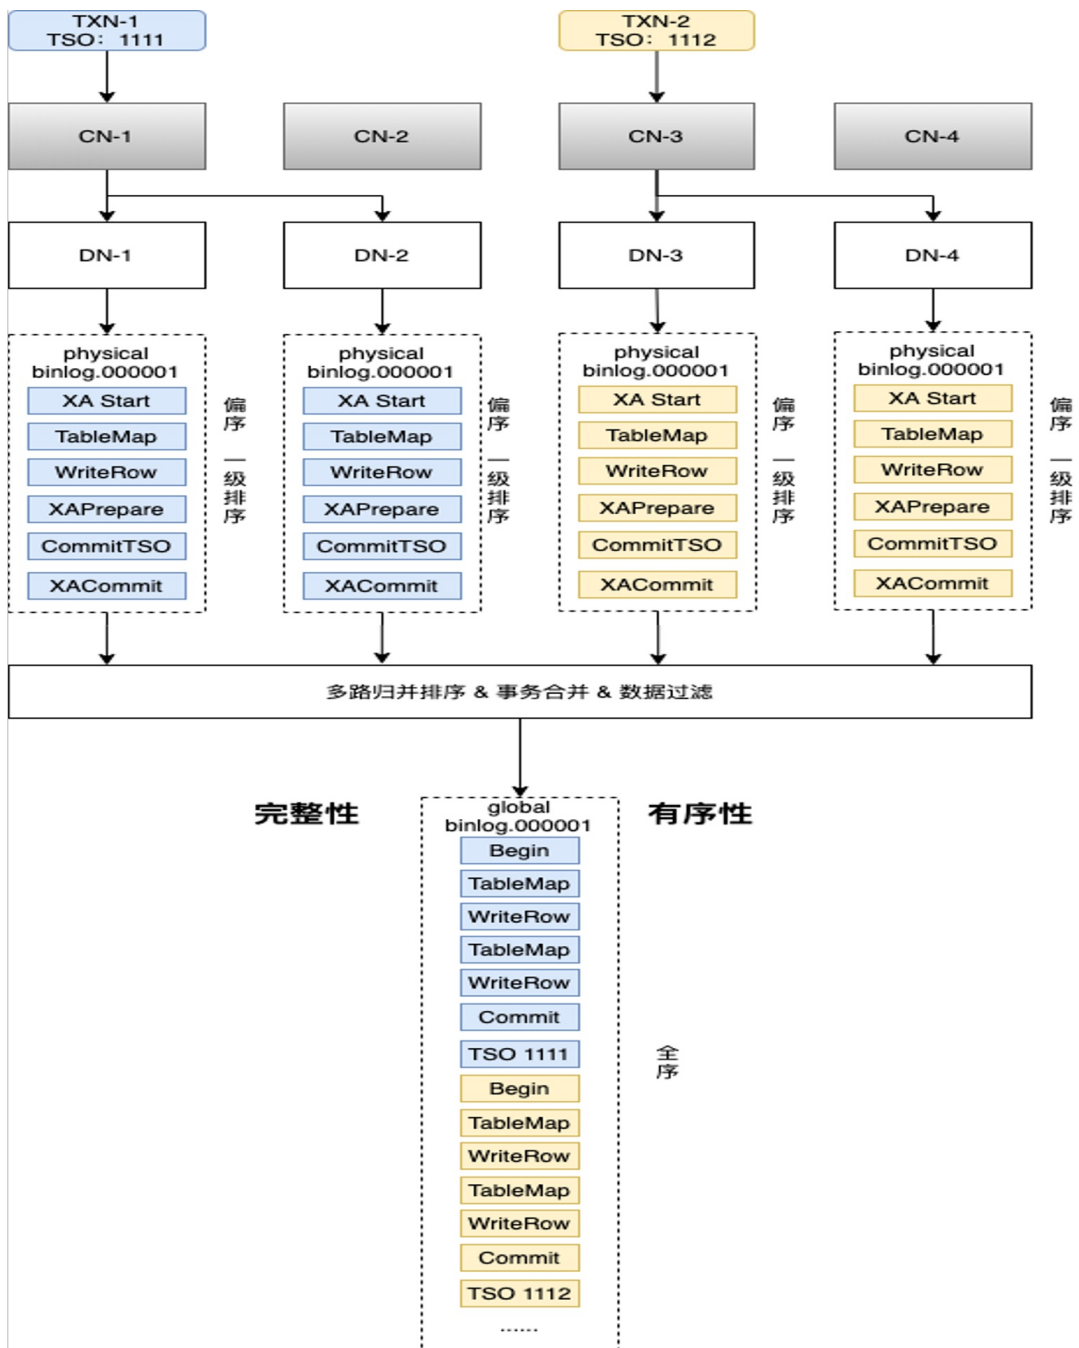 TXN-1
TSO：1111
TXN-2
TSO：1112
CN-1
CN-2
CN-3
CN-4
DN-1
DN-2
DN-3
DN-4
physical
binlog.000001
XA Start
TableMap
WriteRow
XAPrepare
CommitTSO
XACommit
偏序 一级排序
physical
binlog.000001
XA Start
TableMap
WriteRow
XAPrepare
CommitTSO
XACommit
偏序 一级排序
physical
binlog.000001
XA Start
TableMap
WriteRow
XAPrepare
CommitTSO
XACommit
偏序 一级排序
physical
binlog.000001
XA Start
TableMap
WriteRow
XAPrepare
CommitTSO
XACommit
偏序 一级排序
多路归并排序 & 事务合并 & 数据过滤
完整性
有序性
global
binlog.000001
Begin
TableMap
WriteRow
TableMap
WriteRow
Commit
TSO 1111
Begin
TableMap
WriteRow
TableMap
WriteRow
Commit
TSO 1112
......
全序